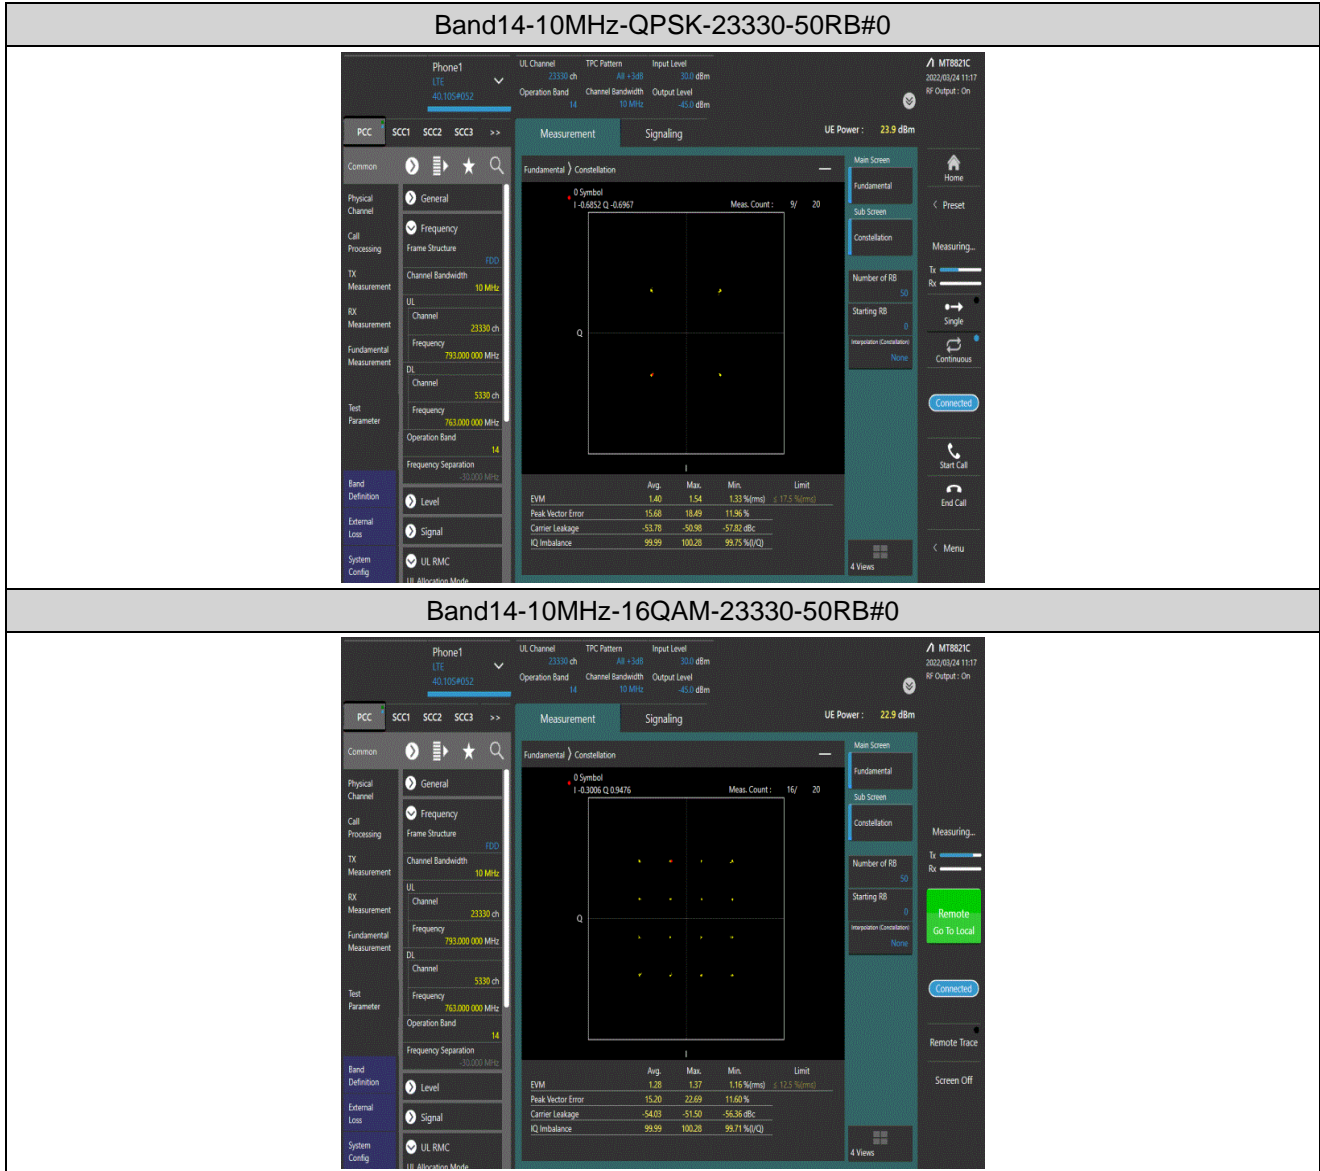 Band14-10MHz-QPSK-23330-50RB#0
Phone1
LTE
40.10S#052
UL Channel TPC Pattern Input Level
23330 ch All +3dB 30.0 dBm
Operation Band Channel Bandwidth Output Level
14 10 MHz -45.0 dBm
MT8821C
2022/03/24 11:17
RF Output : On
PCC SCC1 SCC2 SCC3 >>
Measurement Signaling
UE Power : 23.9 dBm
Common
Physical
Channel
Call
Processing
TX
Measurement
RX
Measurement
Fundamental
Measurement
Test
Parameter
Band
Definition
External
Loss
System
Config
General
Frequency
Frame Structure
FDD
Channel Bandwidth
10 MHz
UL
Channel
23330 ch
Frequency
793.000 000 MHz
DL
Channel
5330 ch
Frequency
763.000 000 MHz
Operation Band
14
Frequency Separation
-30.000 MHz
Level
Signal
UL RMC
UL Allocation Mode
Fundamental ⟩ Constellation
0 Symbol
I -0.6852 Q -0.6967 Meas. Count : 9/ 20
Q
I
Avg. Max. Min. Limit
EVM 1.40 1.54 1.33 %(rms) ≤ 17.5 %(rms)
Peak Vector Error 15.68 18.49 11.96 %
Carrier Leakage -53.78 -50.98 -57.82 dBc
IQ Imbalance 99.99 100.28 99.75 %(I/Q)
Main Screen
Fundamental
Sub Screen
Constellation
Number of RB
50
Starting RB
0
Interpolation (Constellation)
None
4 Views
Home
< Preset
Measuring...
Tx
Rx
Single
Continuous
Connected
Start Call
End Call
< Menu
Band14-10MHz-16QAM-23330-50RB#0
Phone1
LTE
40.10S#052
UL Channel TPC Pattern Input Level
23330 ch All +3dB 30.0 dBm
Operation Band Channel Bandwidth Output Level
14 10 MHz -45.0 dBm
MT8821C
2022/03/24 11:17
RF Output : On
PCC SCC1 SCC2 SCC3 >>
Measurement Signaling
UE Power : 22.9 dBm
Common
Physical
Channel
Call
Processing
TX
Measurement
RX
Measurement
Fundamental
Measurement
Test
Parameter
Band
Definition
External
Loss
System
Config
General
Frequency
Frame Structure
FDD
Channel Bandwidth
10 MHz
UL
Channel
23330 ch
Frequency
793.000 000 MHz
DL
Channel
5330 ch
Frequency
763.000 000 MHz
Operation Band
14
Frequency Separation
-30.000 MHz
Level
Signal
UL RMC
UL Allocation Mode
Fundamental ⟩ Constellation
0 Symbol
I -0.3006 Q 0.9476 Meas. Count : 16/ 20
Q
I
Avg. Max. Min. Limit
EVM 1.28 1.37 1.16 %(rms) ≤ 12.5 %(rms)
Peak Vector Error 15.20 22.69 11.60 %
Carrier Leakage -54.03 -51.50 -56.36 dBc
IQ Imbalance 99.99 100.28 99.71 %(I/Q)
Main Screen
Fundamental
Sub Screen
Constellation
Number of RB
50
Starting RB
0
Interpolation (Constellation)
None
4 Views
Measuring...
Tx
Rx
Remote
Go To Local
Connected
Remote Trace
Screen Off